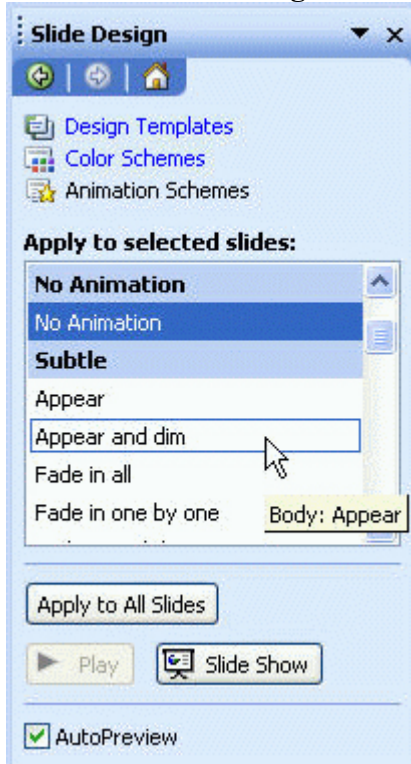 Slide Design
Design Templates
Color Schemes
Animation Schemes
Apply to selected slides:
No Animation
No Animation
Subtle
Appear
Appear and dim
Fade in all
Fade in one by one
Body: Appear
Apply to All Slides
Play
Slide Show
AutoPreview